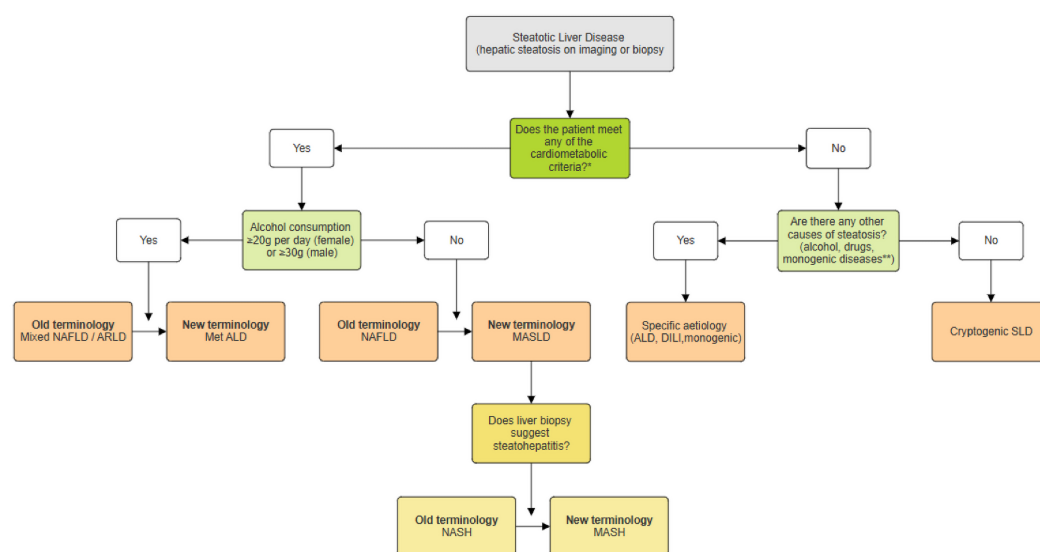 Steatotic Liver Disease
(hepatic steatosis on imaging or biopsy
Does the patient meet
any of the
cardiometabolic
criteria?*
Yes
No
Alcohol consumption
≥20g per day (female)
or ≥30g (male)
Yes
No
Are there any other
causes of steatosis?
(alcohol, drugs,
monogenic diseases**)
Yes
No
Old terminology
Mixed NAFLD / ARLD
New terminology
Met ALD
Old terminology
NAFLD
New terminology
MASLD
Specific aetiology
(ALD, DILI,monogenic)
Cryptogenic SLD
Does liver biopsy
suggest
steatohepatitis?
Old terminology
NASH
New terminology
MASH